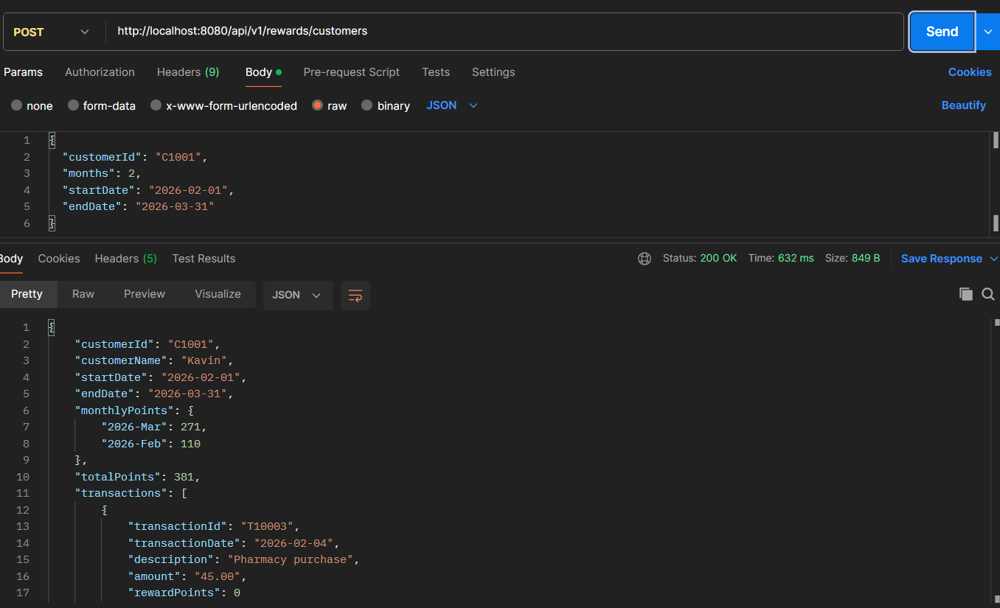 POST http://localhost:8080/api/v1/rewards/customers Send
Params Authorization Headers (9) Body Pre-request Script Tests Settings Cookies
none form-data x-www-form-urlencoded raw binary JSON Beautify
1 {
2 "customerId": "C1001",
3 "months": 2,
4 "startDate": "2026-02-01",
5 "endDate": "2026-03-31"
6 }
Body Cookies Headers (5) Test Results Status: 200 OK Time: 632 ms Size: 849 B Save Response
Pretty Raw Preview Visualize JSON
1 {
2 "customerId": "C1001",
3 "customerName": "Kavin",
4 "startDate": "2026-02-01",
5 "endDate": "2026-03-31",
6 "monthlyPoints": {
7 "2026-Mar": 271,
8 "2026-Feb": 110
9 },
10 "totalPoints": 381,
11 "transactions": [
12 {
13 "transactionId": "T10003",
14 "transactionDate": "2026-02-04",
15 "description": "Pharmacy purchase",
16 "amount": "45.00",
17 "rewardPoints": 0